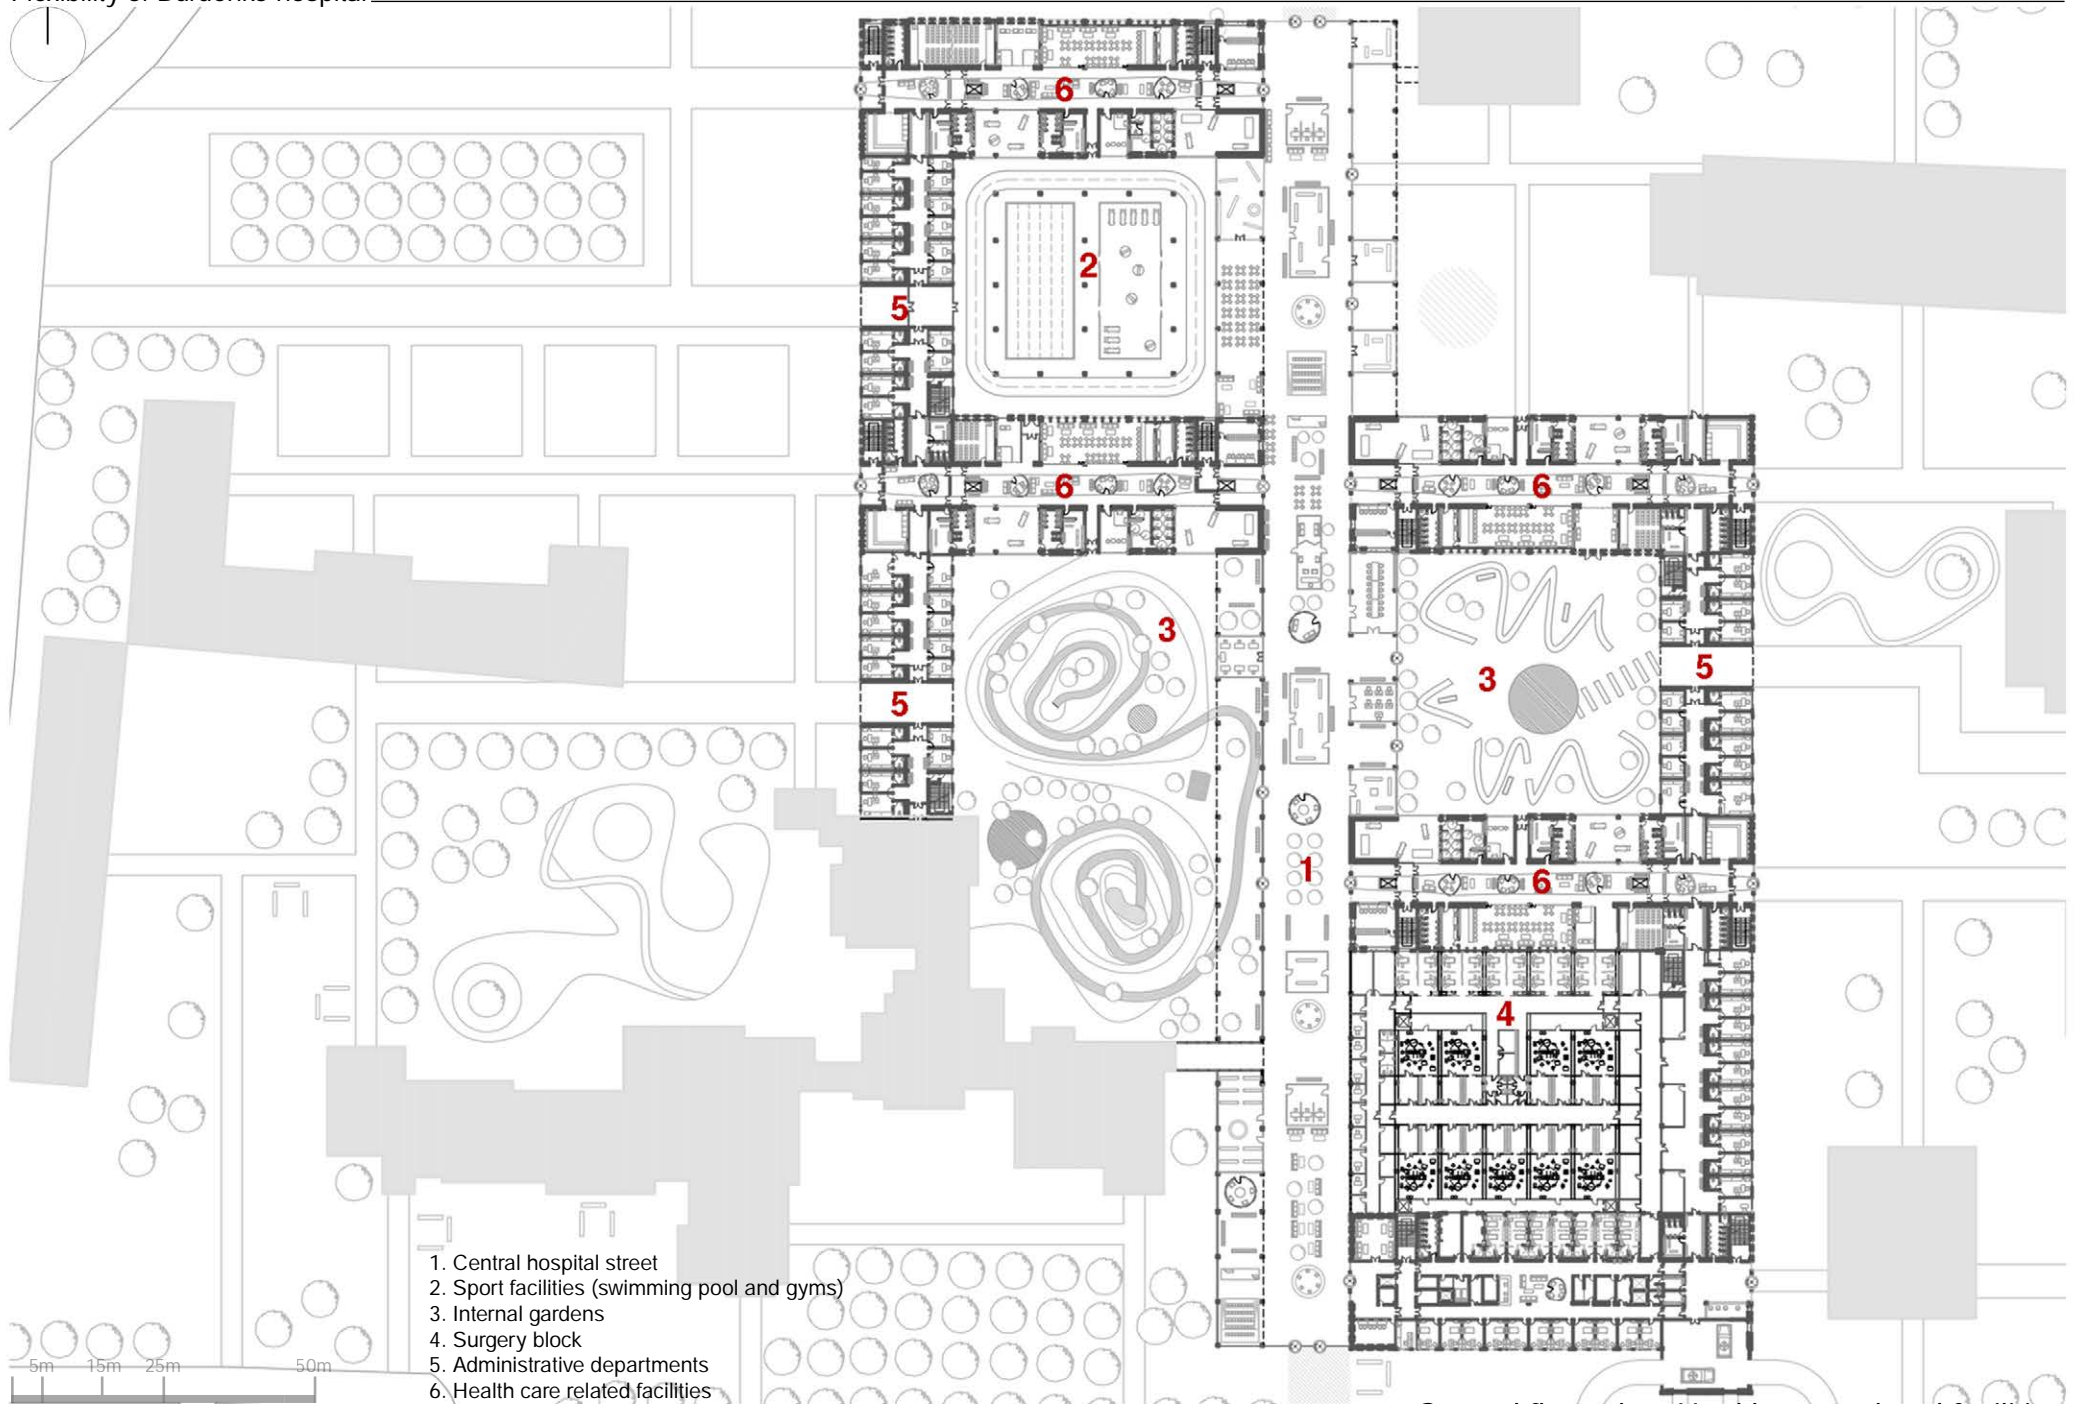 6
2
5
6
6
3
3
5
5
1
6
4
1. Central hospital street
2. Sport facilities (swimming pool and gyms)
3. Internal gardens
4. Surgery block
5. Administrative departments
6. Health care related facilities
5m 15m 25m 50m